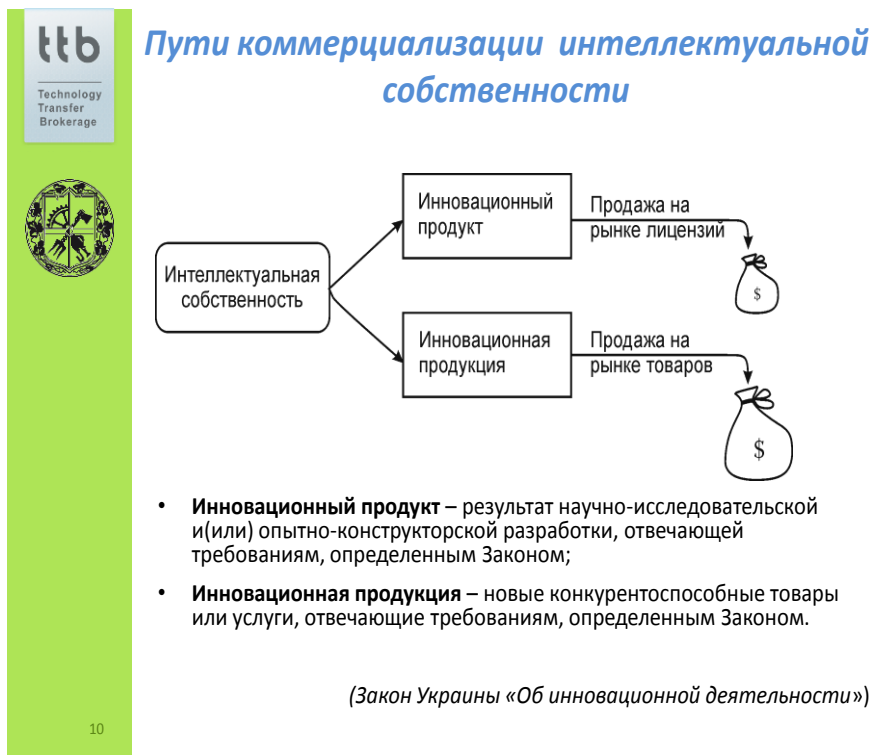 ttb
Technology
Transfer
Brokerage
Пути коммерциализации интеллектуальной
собственности
Интеллектуальная
собственность
Инновационный
продукт
Продажа на
рынке лицензий
$
Инновационная
продукция
Продажа на
рынке товаров
$
• Инновационный продукт – результат научно-исследовательской
и(или) опытно-конструкторской разработки, отвечающей
требованиям, определенным Законом;
• Инновационная продукция – новые конкурентоспособные товары
или услуги, отвечающие требованиям, определенным Законом.
(Закон Украины «Об инновационной деятельности»)
10